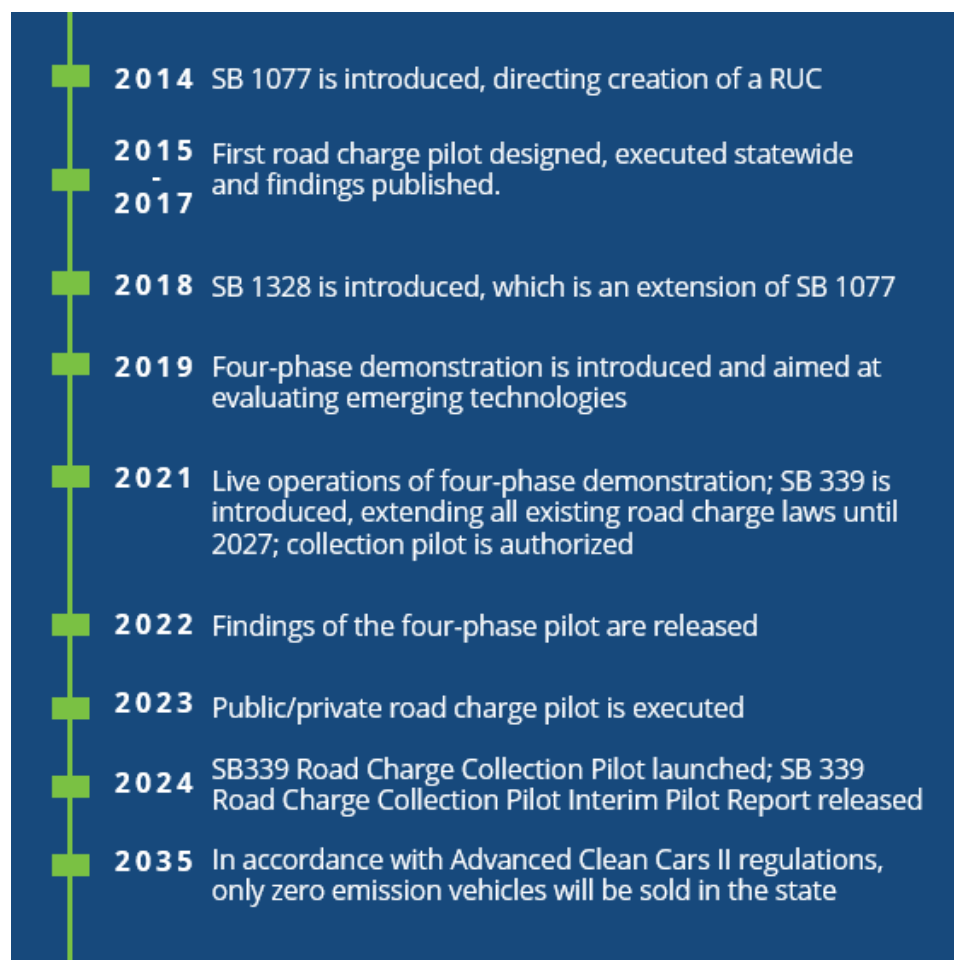 2014 SB 1077 is introduced, directing creation of a RUC
2015
-
2017
First road charge pilot designed, executed statewide
and findings published.
2018 SB 1328 is introduced, which is an extension of SB 1077
2019 Four-phase demonstration is introduced and aimed at
evaluating emerging technologies
2021 Live operations of four-phase demonstration; SB 339 is
introduced, extending all existing road charge laws until
2027; collection pilot is authorized
2022 Findings of the four-phase pilot are released
2023 Public/private road charge pilot is executed
2024 SB339 Road Charge Collection Pilot launched; SB 339
Road Charge Collection Pilot Interim Pilot Report released
2035 In accordance with Advanced Clean Cars II regulations,
only zero emission vehicles will be sold in the state